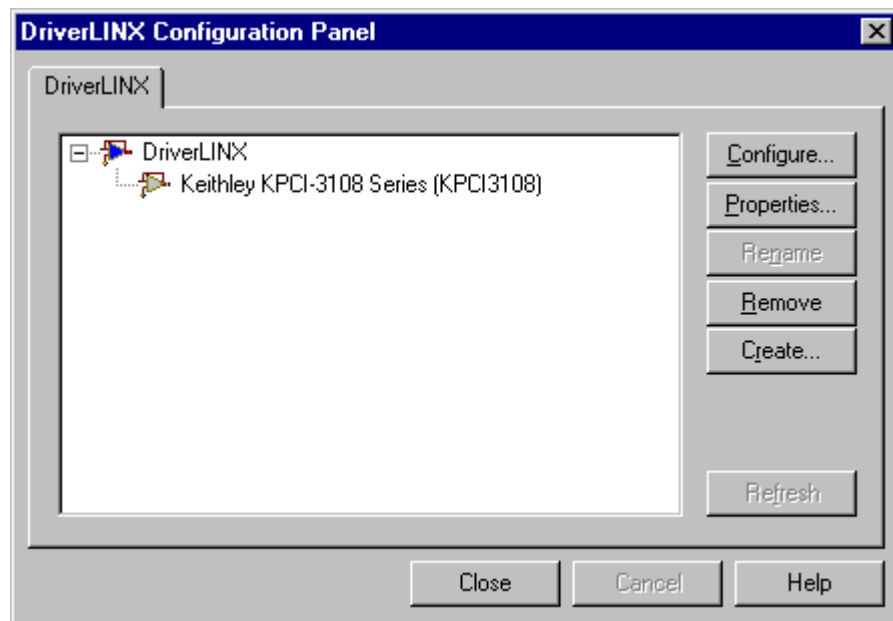 DriverLINX Configuration Panel
DriverLINX
DriverLINX
Keithley KPCI-3108 Series (KPCI3108)
Configure...
Properties...
Rename
Remove
Create...
Refresh
Close
Cancel
Help